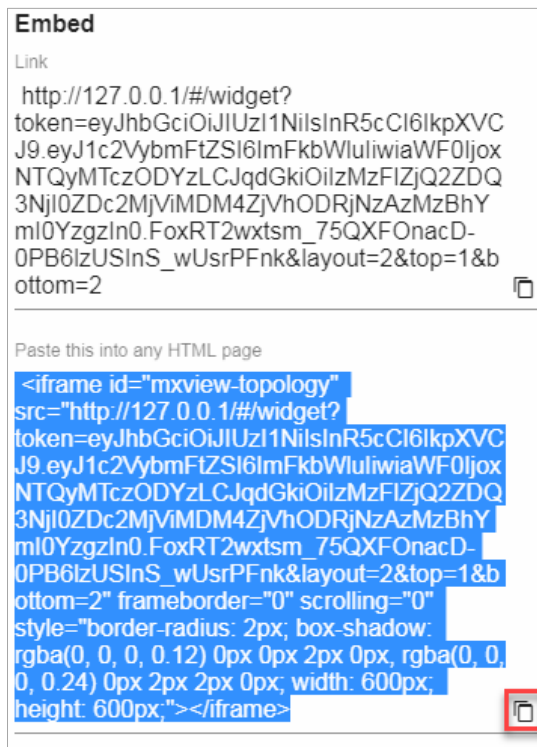 Embed
Link
http://127.0.0.1/#/widget?
token=eyJhbGciOiJIUzI1NiIsInR5cCI6IkpXVC
J9.eyJ1c2VybmFtZSI6ImFkbWluIiwiaWF0Ijox
NTQyMTczODYzLCJqdGkiOiIzMzFlZjQ2ZDQ
3NjI0ZDc2MjViMDM4ZjVhODRjNzAzMzBhY
mI0YzgzIn0.FoxRT2wxtsm_75QXFOnacD-
0PB6IzUSInS_wUsrPFnk&layout=2&top=1&b
ottom=2
Paste this into any HTML page
<iframe id="mxview-topology"
src="http://127.0.0.1/#/widget?
token=eyJhbGciOiJIUzI1NiIsInR5cCI6IkpXVC
J9.eyJ1c2VybmFtZSI6ImFkbWluIiwiaWF0Ijox
NTQyMTczODYzLCJqdGkiOiIzMzFlZjQ2ZDQ
3NjI0ZDc2MjViMDM4ZjVhODRjNzAzMzBhY
mI0YzgzIn0.FoxRT2wxtsm_75QXFOnacD-
0PB6IzUSInS_wUsrPFnk&layout=2&top=1&b
ottom=2" frameborder="0" scrolling="0"
style="border-radius: 2px; box-shadow:
rgba(0, 0, 0, 0.12) 0px 0px 2px 0px, rgba(0, 0,
0, 0.24) 0px 2px 2px 0px; width: 600px;
height: 600px;"></iframe>